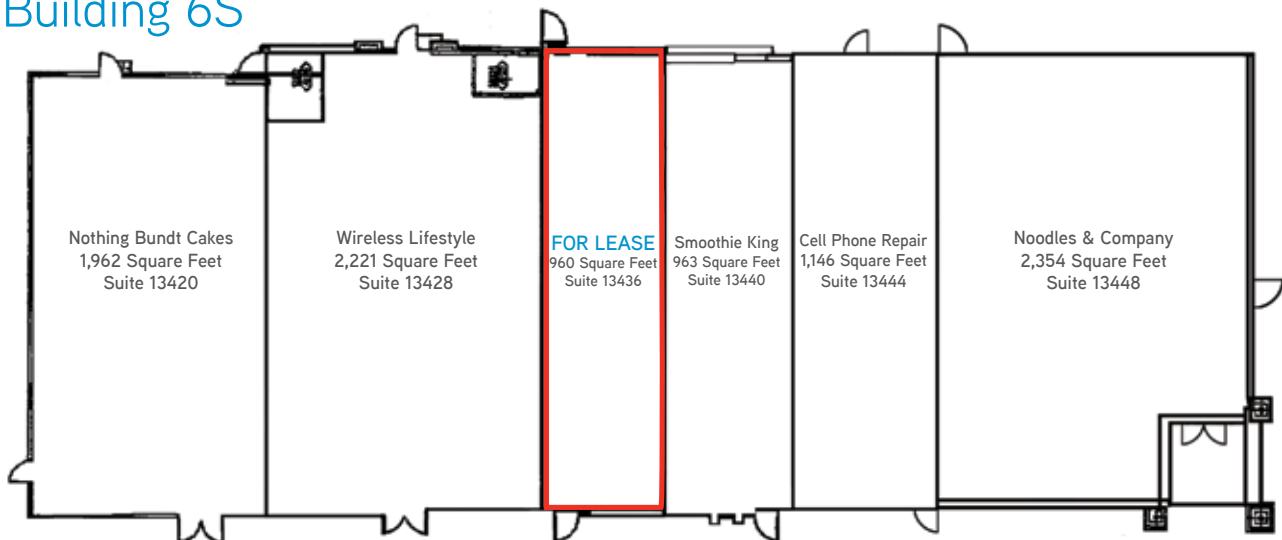 Building 6S
Nothing Bundt Cakes
1,962 Square Feet
Suite 13420
Wireless Lifestyle
2,221 Square Feet
Suite 13428
FOR LEASE
960 Square Feet
Suite 13436
Smoothie King
963 Square Feet
Suite 13440
Cell Phone Repair
1,146 Square Feet
Suite 13444
Noodles & Company
2,354 Square Feet
Suite 13448